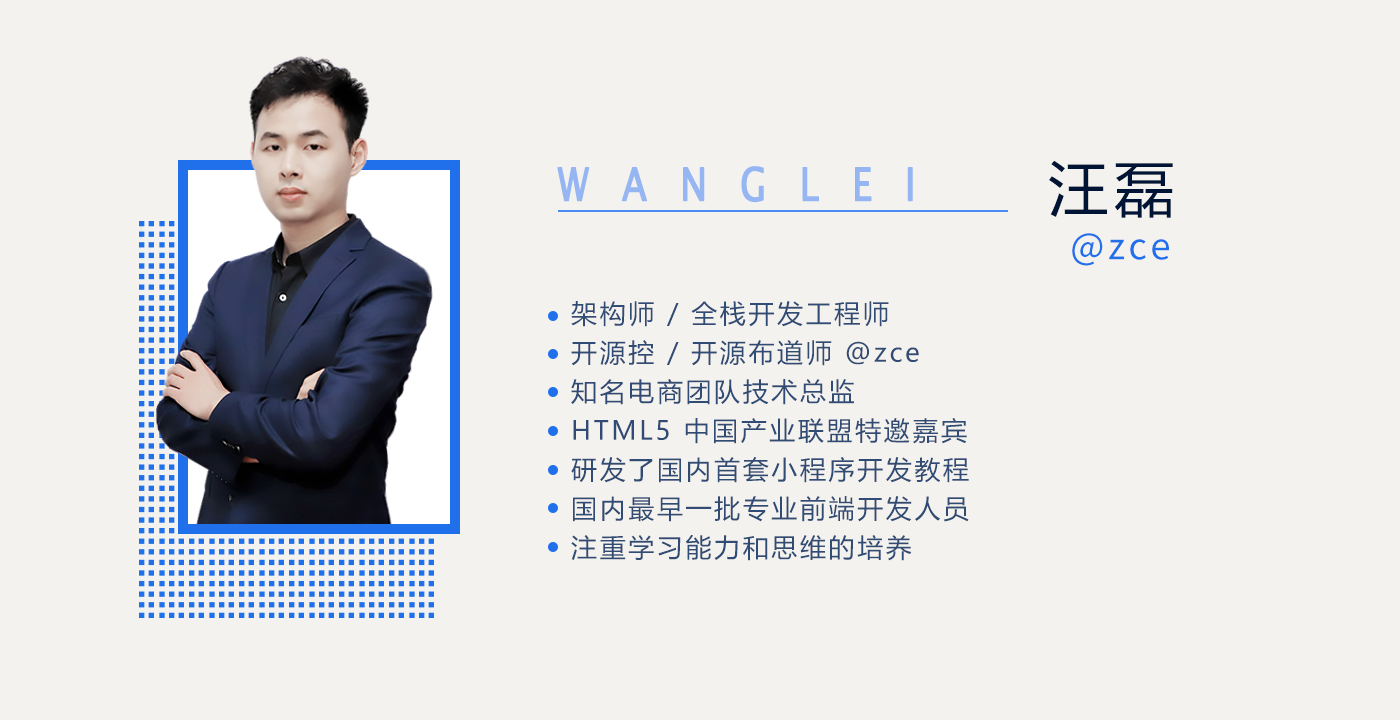 WANGLEI
汪磊
@zce
架构师 / 全栈开发工程师
开源控 / 开源布道师 @zce
知名电商团队技术总监
HTML5 中国产业联盟特邀嘉宾
研发了国内首套小程序开发教程
国内最早一批专业前端开发人员
注重学习能力和思维的培养